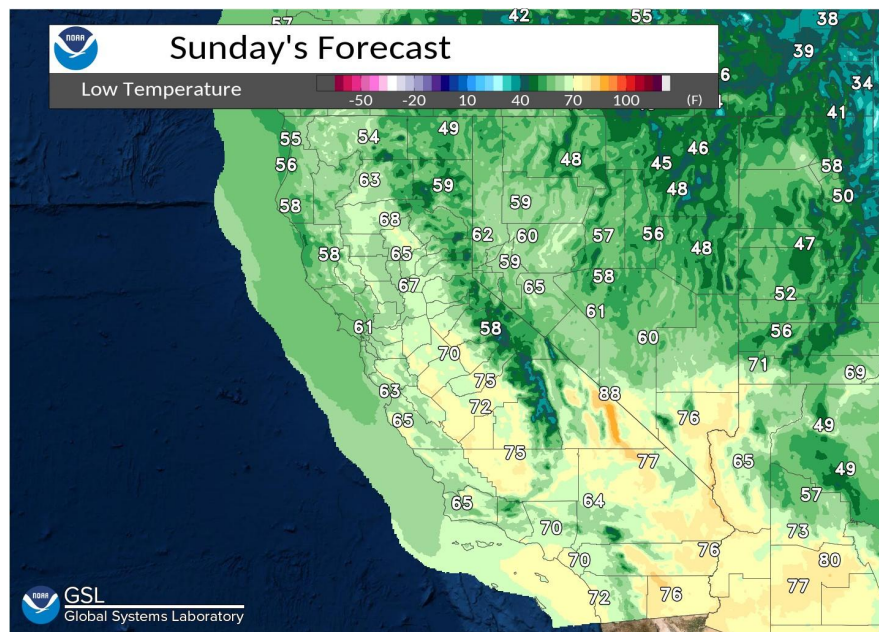 57 42 55 38
NOAA
Sunday's Forecast
39
Low Temperature
-50 -20 10 40 70 100 (F)
34
41
55 54 49
46
56 48 45 58
63 59 48 50
58 59
68
62 60 57 56
58 65 48 47
59
67 65 58 52
61
61 58 60 56
70 71
75 69
63 88
72 76
65 49
75 77 65
49
65 64 57
70 73
70 76 80
72 76 77
NOAA
GSL
Global Systems Laboratory